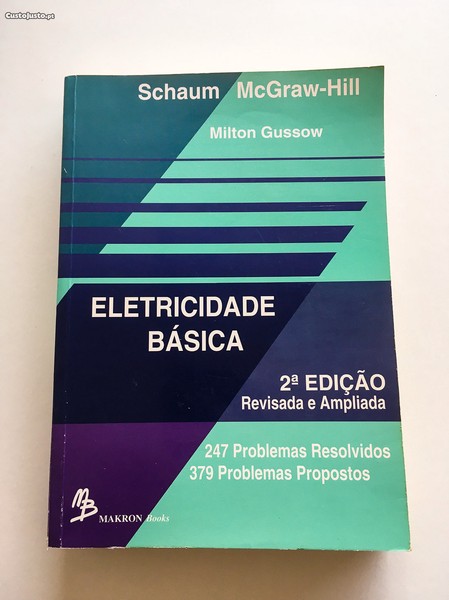 CustoJusto.pt
Schaum McGraw-Hill
Milton Gussow
ELETRICIDADE
BÁSICA
2ª EDIÇÃO
Revisada e Ampliada
247 Problemas Resolvidos
379 Problemas Propostos
MB
MAKRON Books